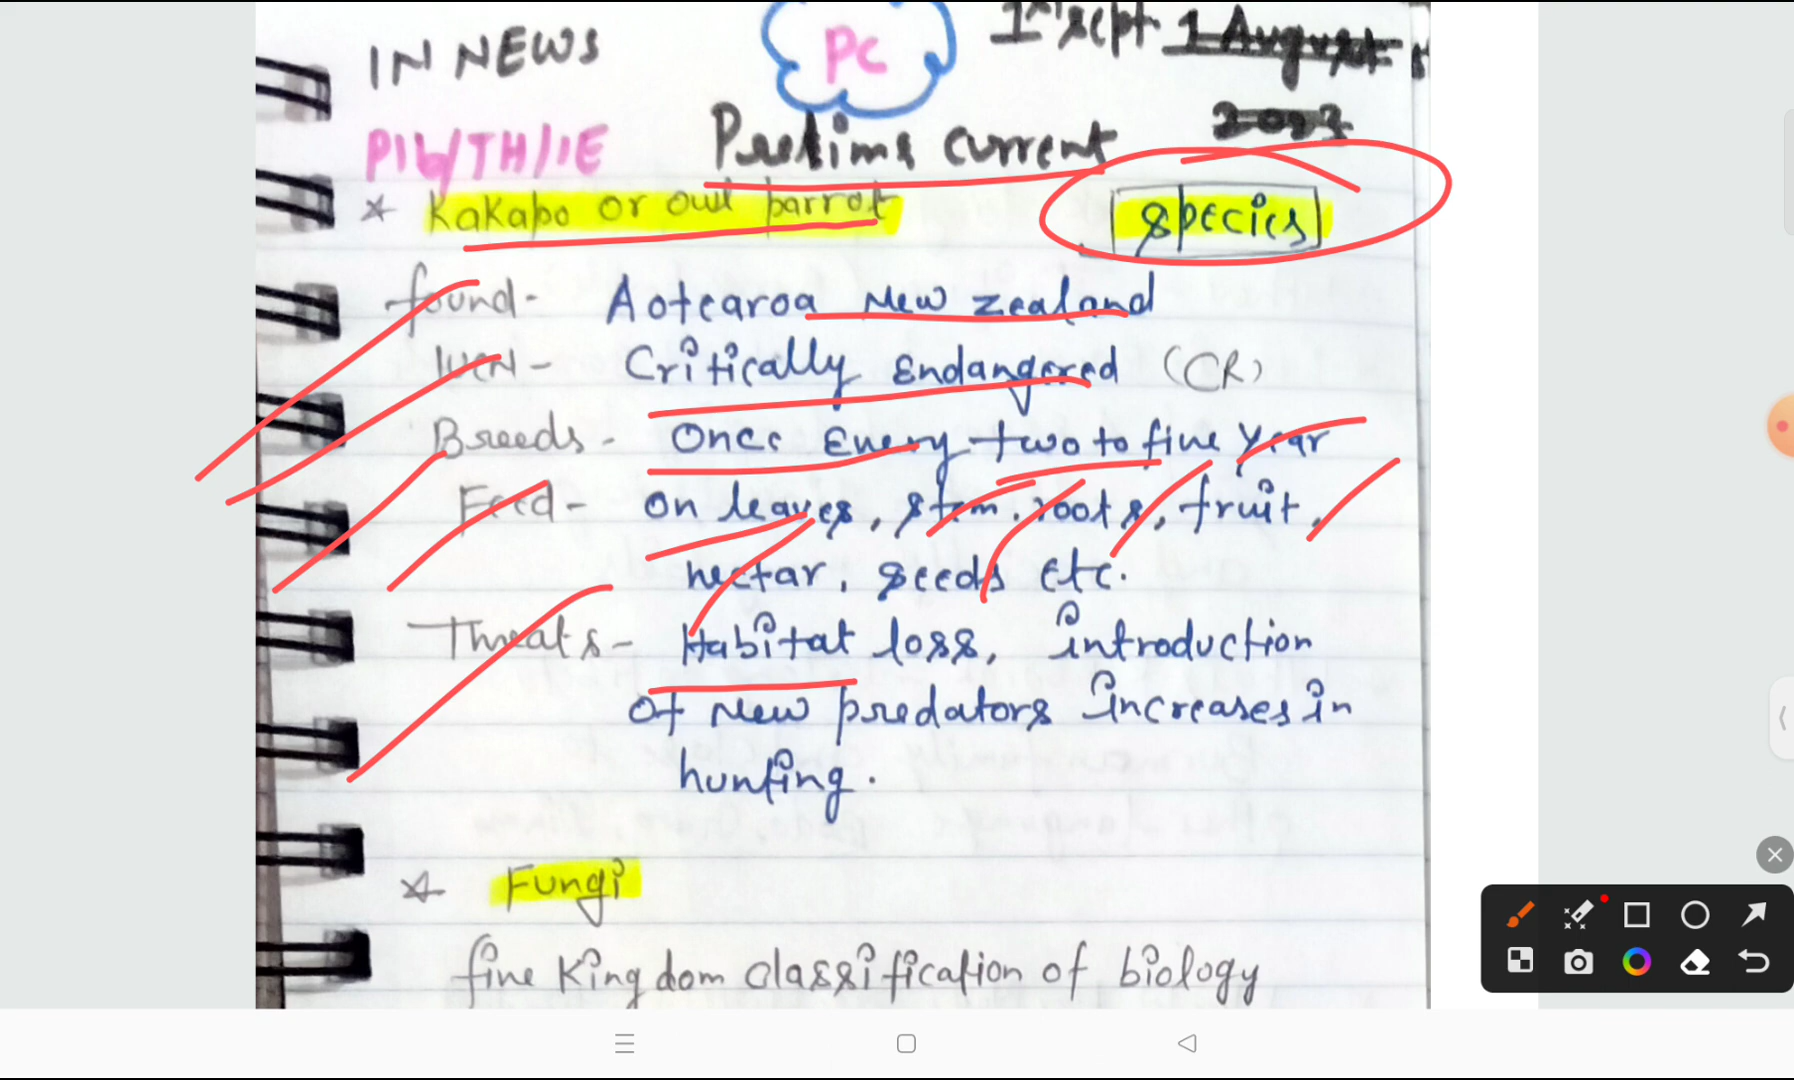 IN NEWS
PC
1st sept 1 August
2023
PIB/TH/IE
Prelims current
* Kakapo or owl parrot
species
found- Aotearoa New Zealand
IUCN- Critically Endangered (CR)
Breeds- Once Every two to five year
Feed- on leaves, stem, roots, fruit,
nectar, seeds etc.
Threats- Habitat loss, introduction
of New predators increases in
hunting.
* Fungi
five Kingdom classification of biology